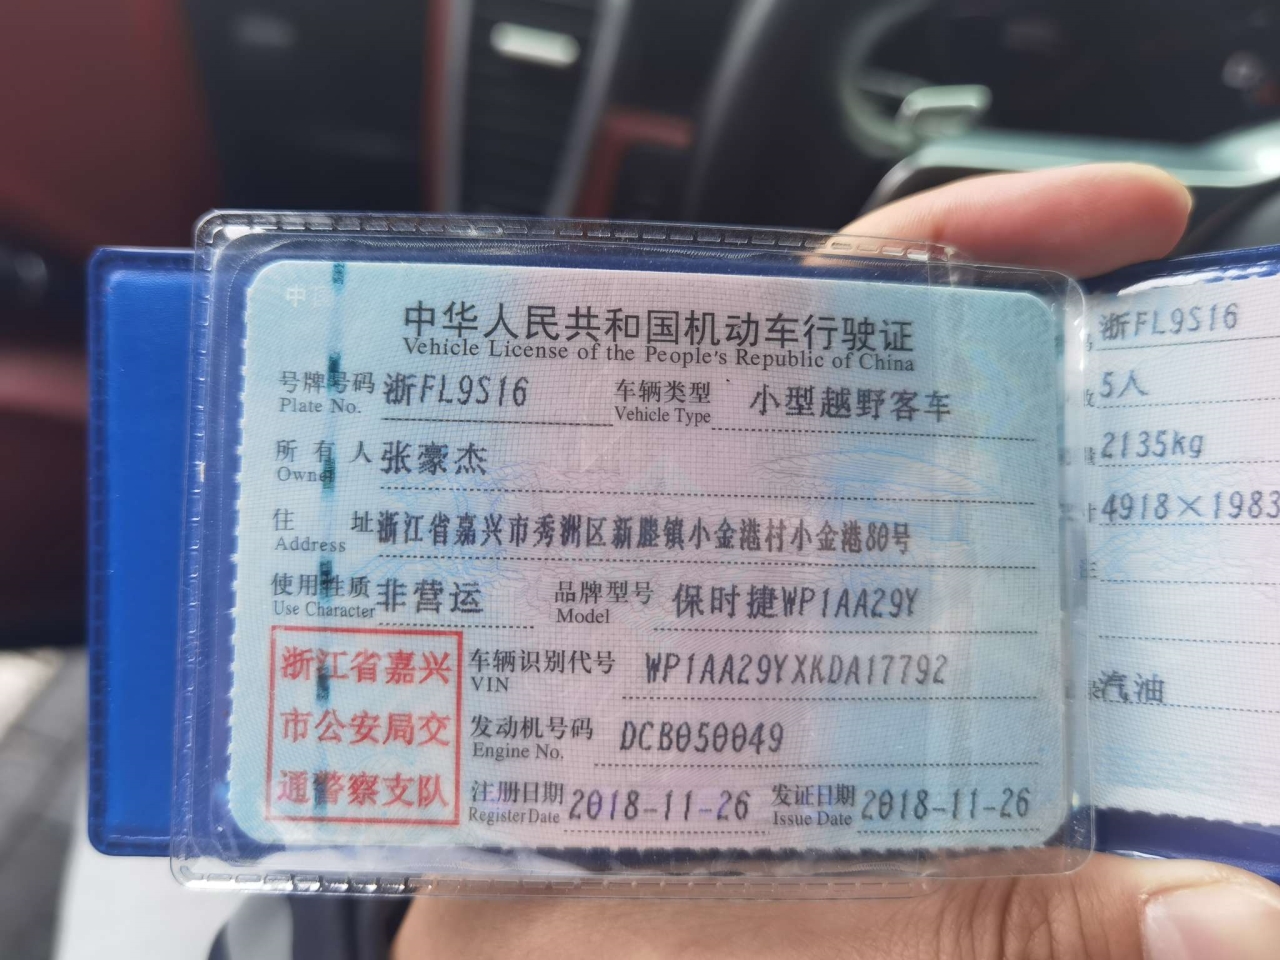 中华人民共和国机动车行驶证
Vehicle License of the People's Republic of China
号牌号码 浙FL9S16 车辆类型 小型越野客车
Plate No. Vehicle Type
所有人 张豪杰
Owner
住址 浙江省嘉兴市秀洲区新塍镇小金港村小金港80号
Address
使用性质 非营运 品牌型号 保时捷WP1AA29Y
Use Character Model
浙江省嘉兴
市公安局交
通警察支队
车辆识别代号 WP1AA29YXKDA17792
VIN
发动机号码 DCB050049
Engine No.
注册日期 2018-11-26 发证日期 2018-11-26
Register Date Issue Date
浙FL9S16
5人
2135kg
4918×1983
汽油